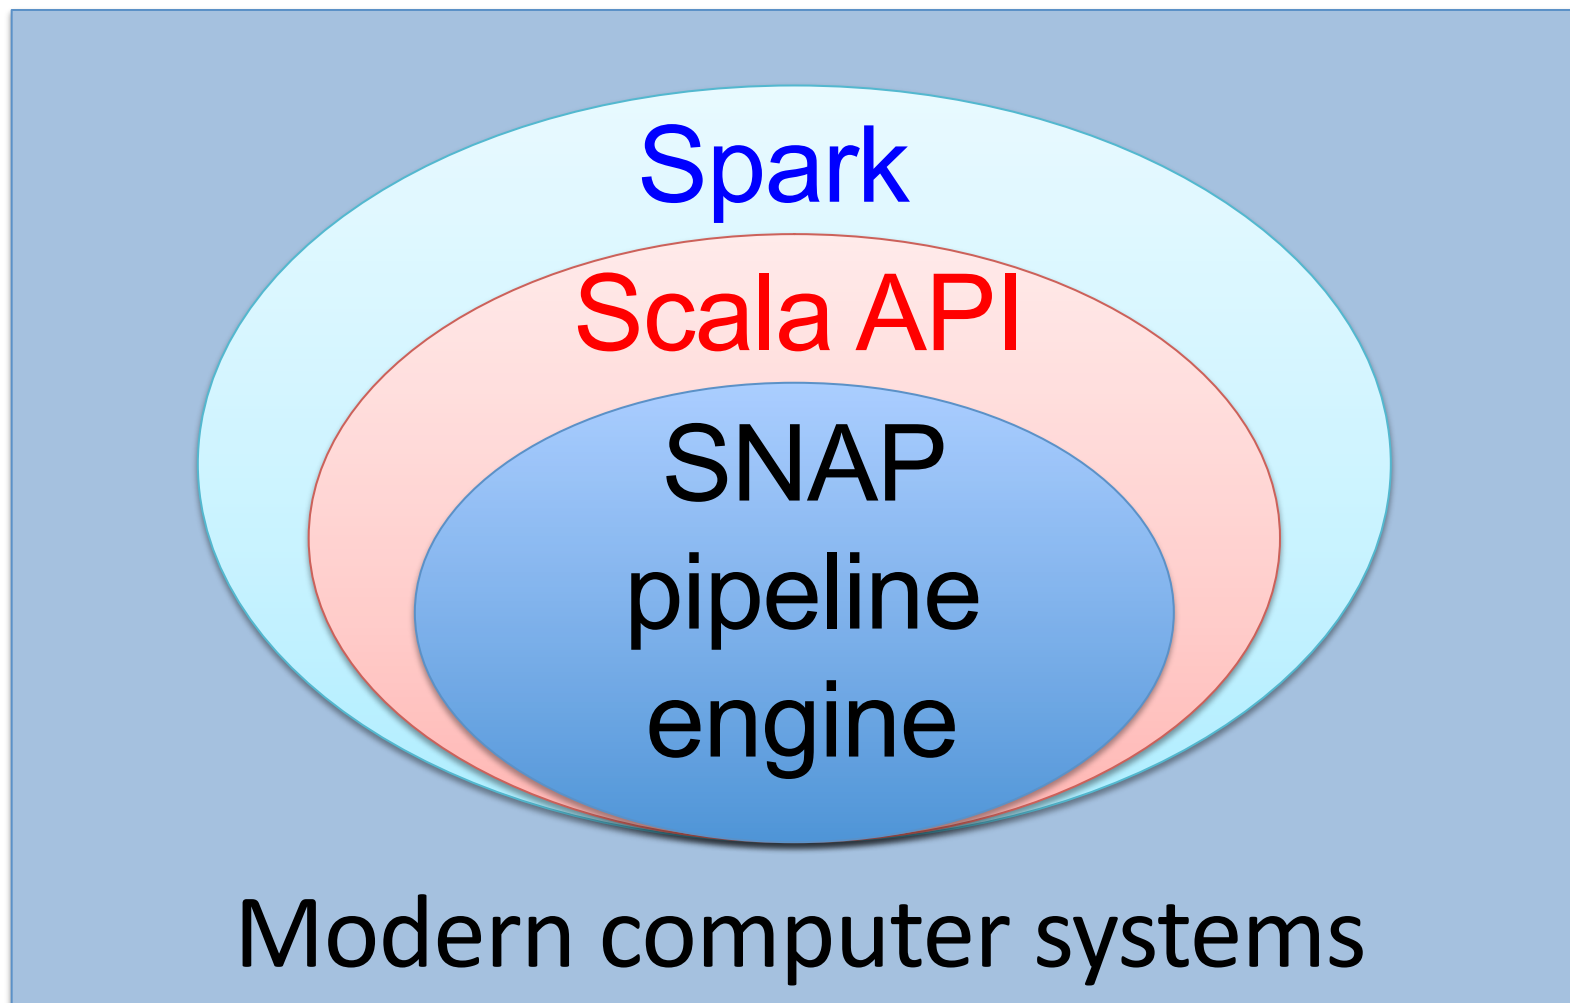 Spark
Scala API
SNAP
pipeline
engine
Modern computer systems